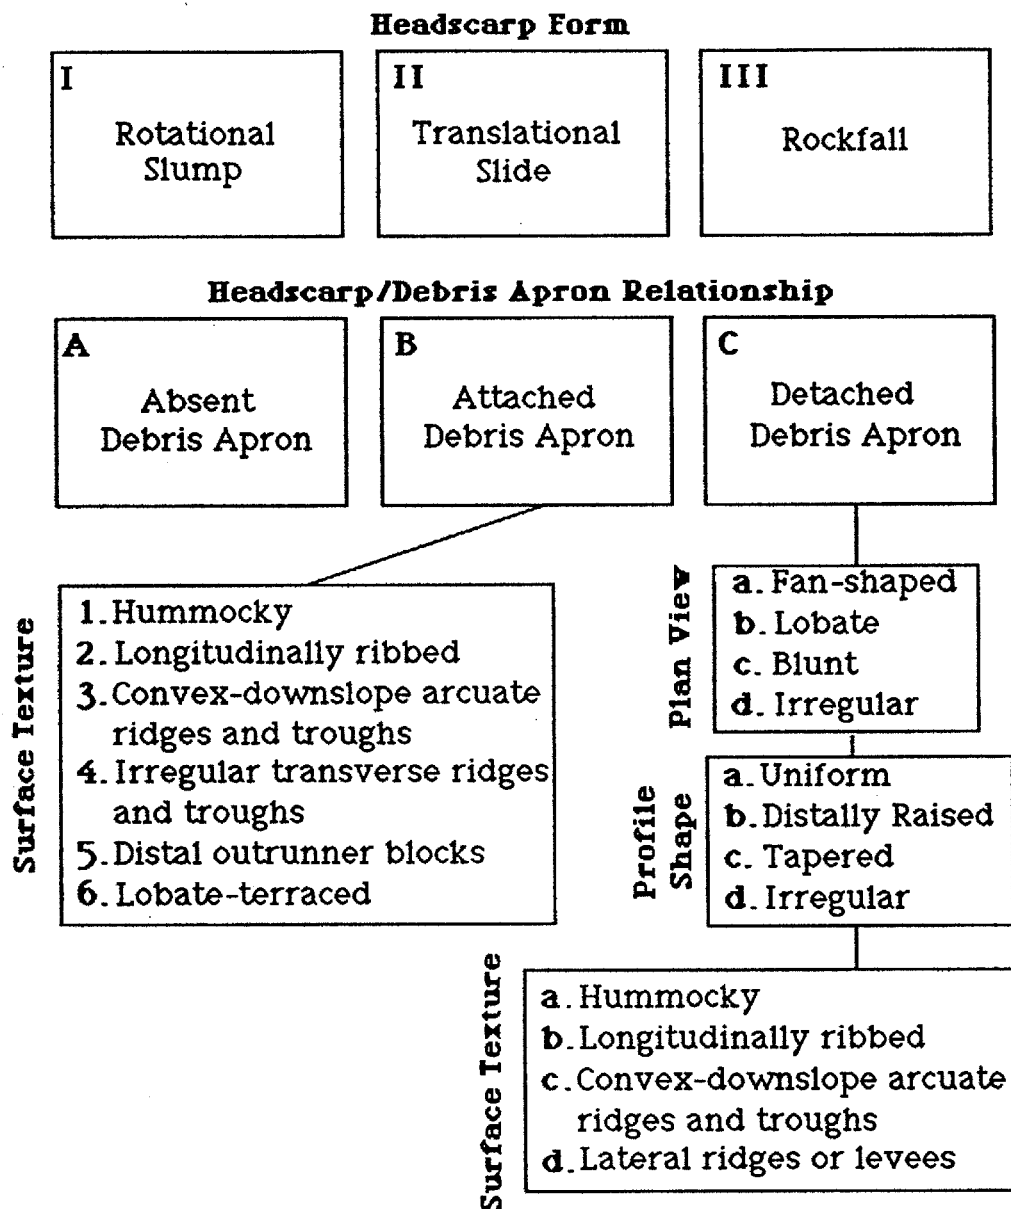 Headscarp Form
I
Rotational
Slump
II
Translational
Slide
III
Rockfall
Headscarp/Debris Apron Relationship
A
Absent
Debris Apron
B
Attached
Debris Apron
C
Detached
Debris Apron
Surface Texture
1. Hummocky
2. Longitudinally ribbed
3. Convex-downslope arcuate
ridges and troughs
4. Irregular transverse ridges
and troughs
5. Distal outrunner blocks
6. Lobate-terraced
Plan View
a. Fan-shaped
b. Lobate
c. Blunt
d. Irregular
Profile
Shape
a. Uniform
b. Distally Raised
c. Tapered
d. Irregular
Surface Texture
a. Hummocky
b. Longitudinally ribbed
c. Convex-downslope arcuate
ridges and troughs
d. Lateral ridges or levees